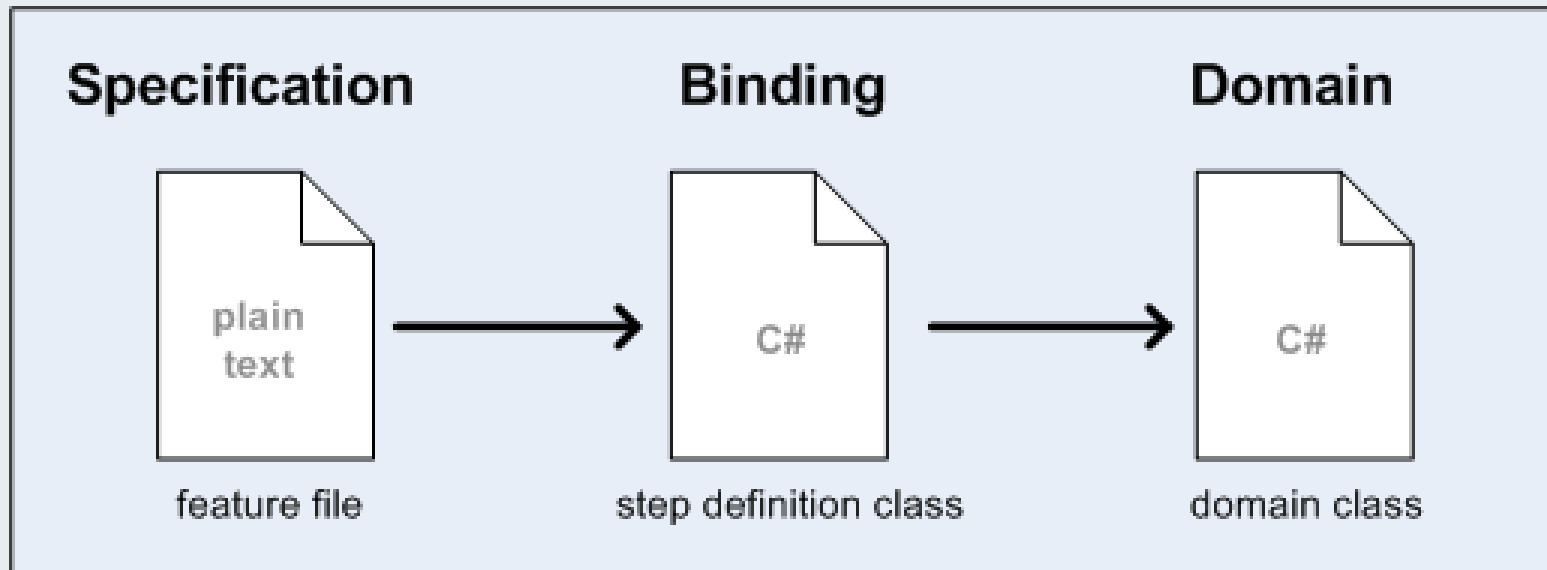 Specification
Binding
Domain
plain
text
C#
C#
feature file
step definition class
domain class